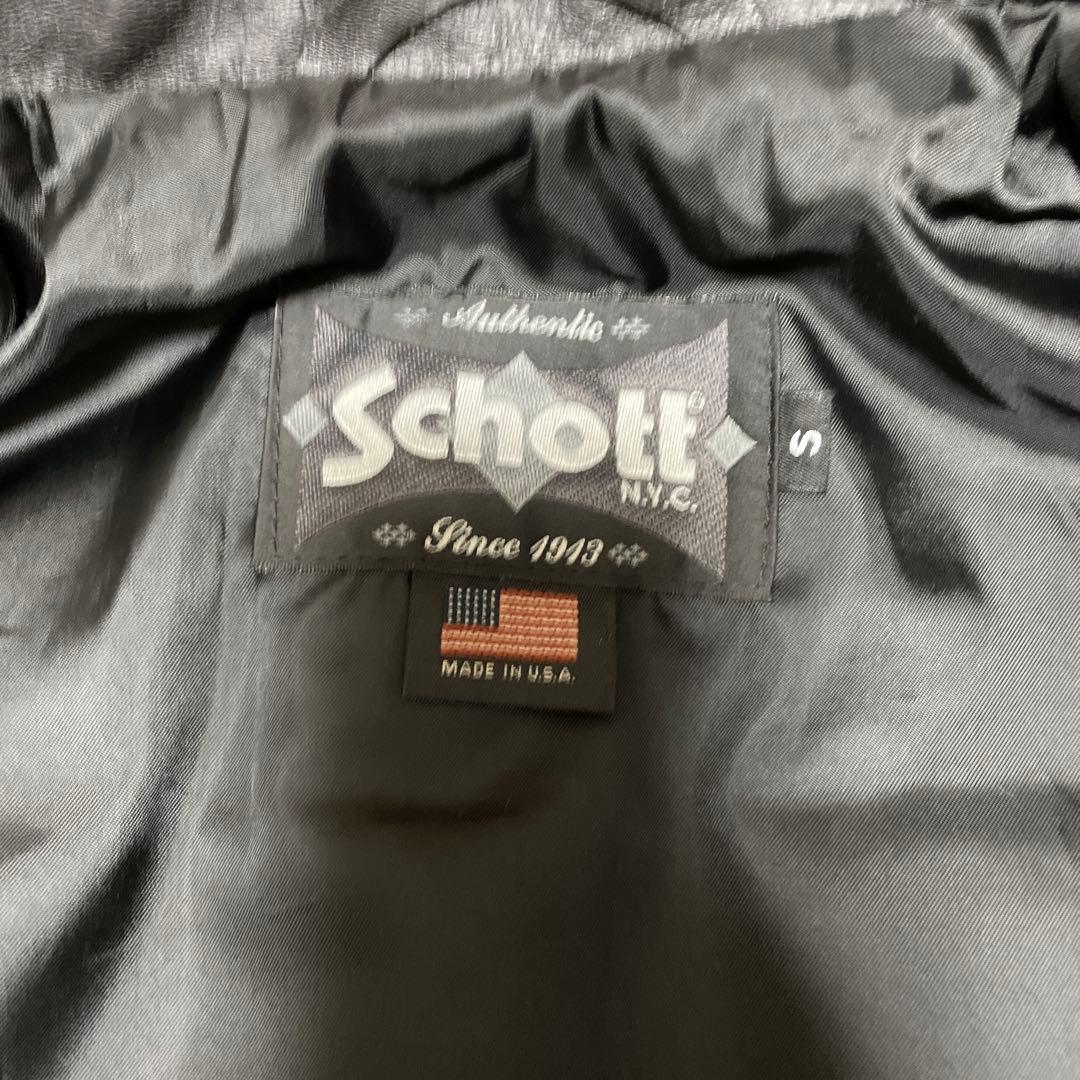 Authentic
Schott®
N.Y.C.
Since 1913
S
MADE IN U.S.A.